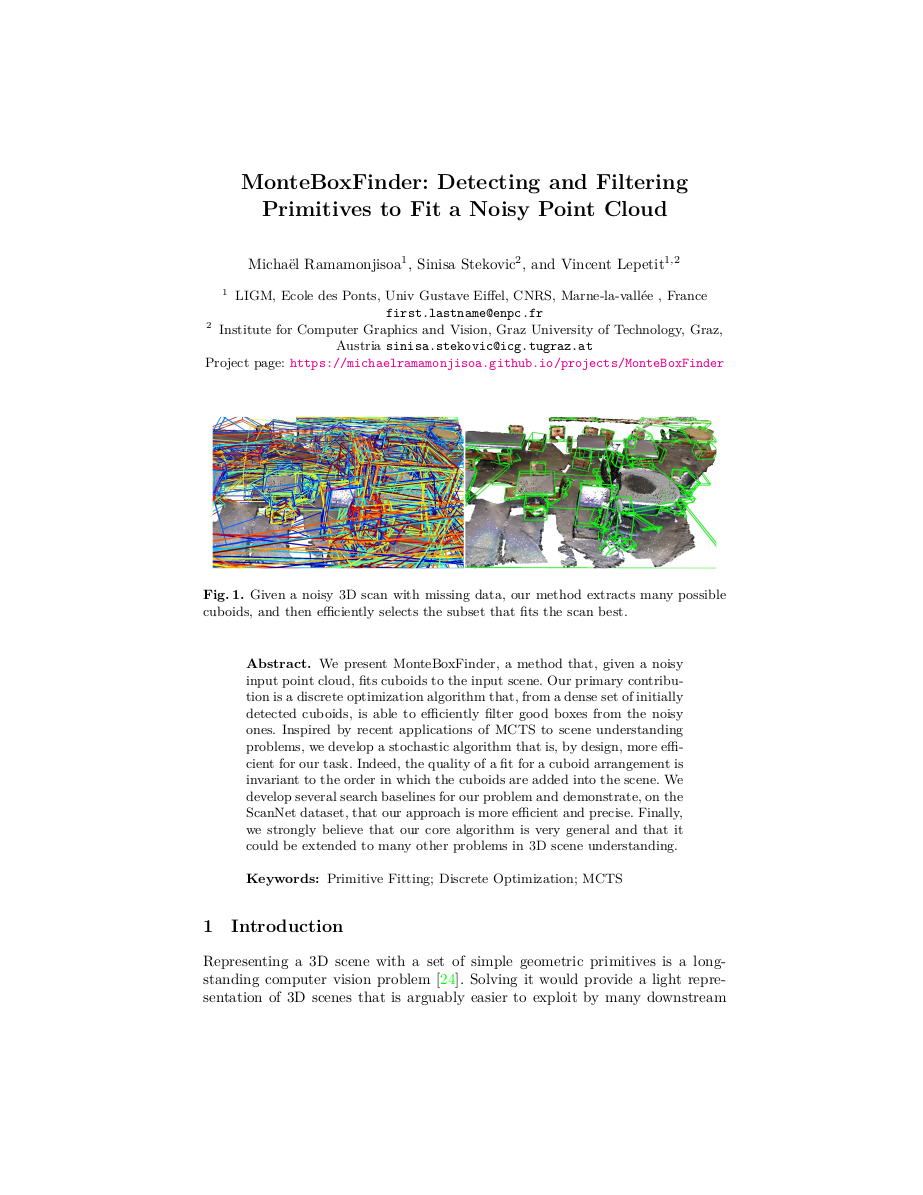 MonteBoxFinder: Detecting and Filtering
Primitives to Fit a Noisy Point Cloud
Michaël Ramamonjisoa1, Sinisa Stekovic2, and Vincent Lepetit1,2
1 LIGM, Ecole des Ponts, Univ Gustave Eiffel, CNRS, Marne-la-vallée , France
first.lastname@enpc.fr
2 Institute for Computer Graphics and Vision, Graz University of Technology, Graz,
Austria sinisa.stekovic@icg.tugraz.at
Project page: https://michaelramamonjisoa.github.io/projects/MonteBoxFinder
Fig. 1. Given a noisy 3D scan with missing data, our method extracts many possible
cuboids, and then efficiently selects the subset that fits the scan best.
Abstract. We present MonteBoxFinder, a method that, given a noisy
input point cloud, fits cuboids to the input scene. Our primary contribu-
tion is a discrete optimization algorithm that, from a dense set of initially
detected cuboids, is able to efficiently filter good boxes from the noisy
ones. Inspired by recent applications of MCTS to scene understanding
problems, we develop a stochastic algorithm that is, by design, more effi-
cient for our task. Indeed, the quality of a fit for a cuboid arrangement is
invariant to the order in which the cuboids are added into the scene. We
develop several search baselines for our problem and demonstrate, on the
ScanNet dataset, that our approach is more efficient and precise. Finally,
we strongly believe that our core algorithm is very general and that it
could be extended to many other problems in 3D scene understanding.
Keywords: Primitive Fitting; Discrete Optimization; MCTS
1 Introduction
Representing a 3D scene with a set of simple geometric primitives is a long-
standing computer vision problem [24]. Solving it would provide a light repre-
sentation of 3D scenes that is arguably easier to exploit by many downstream